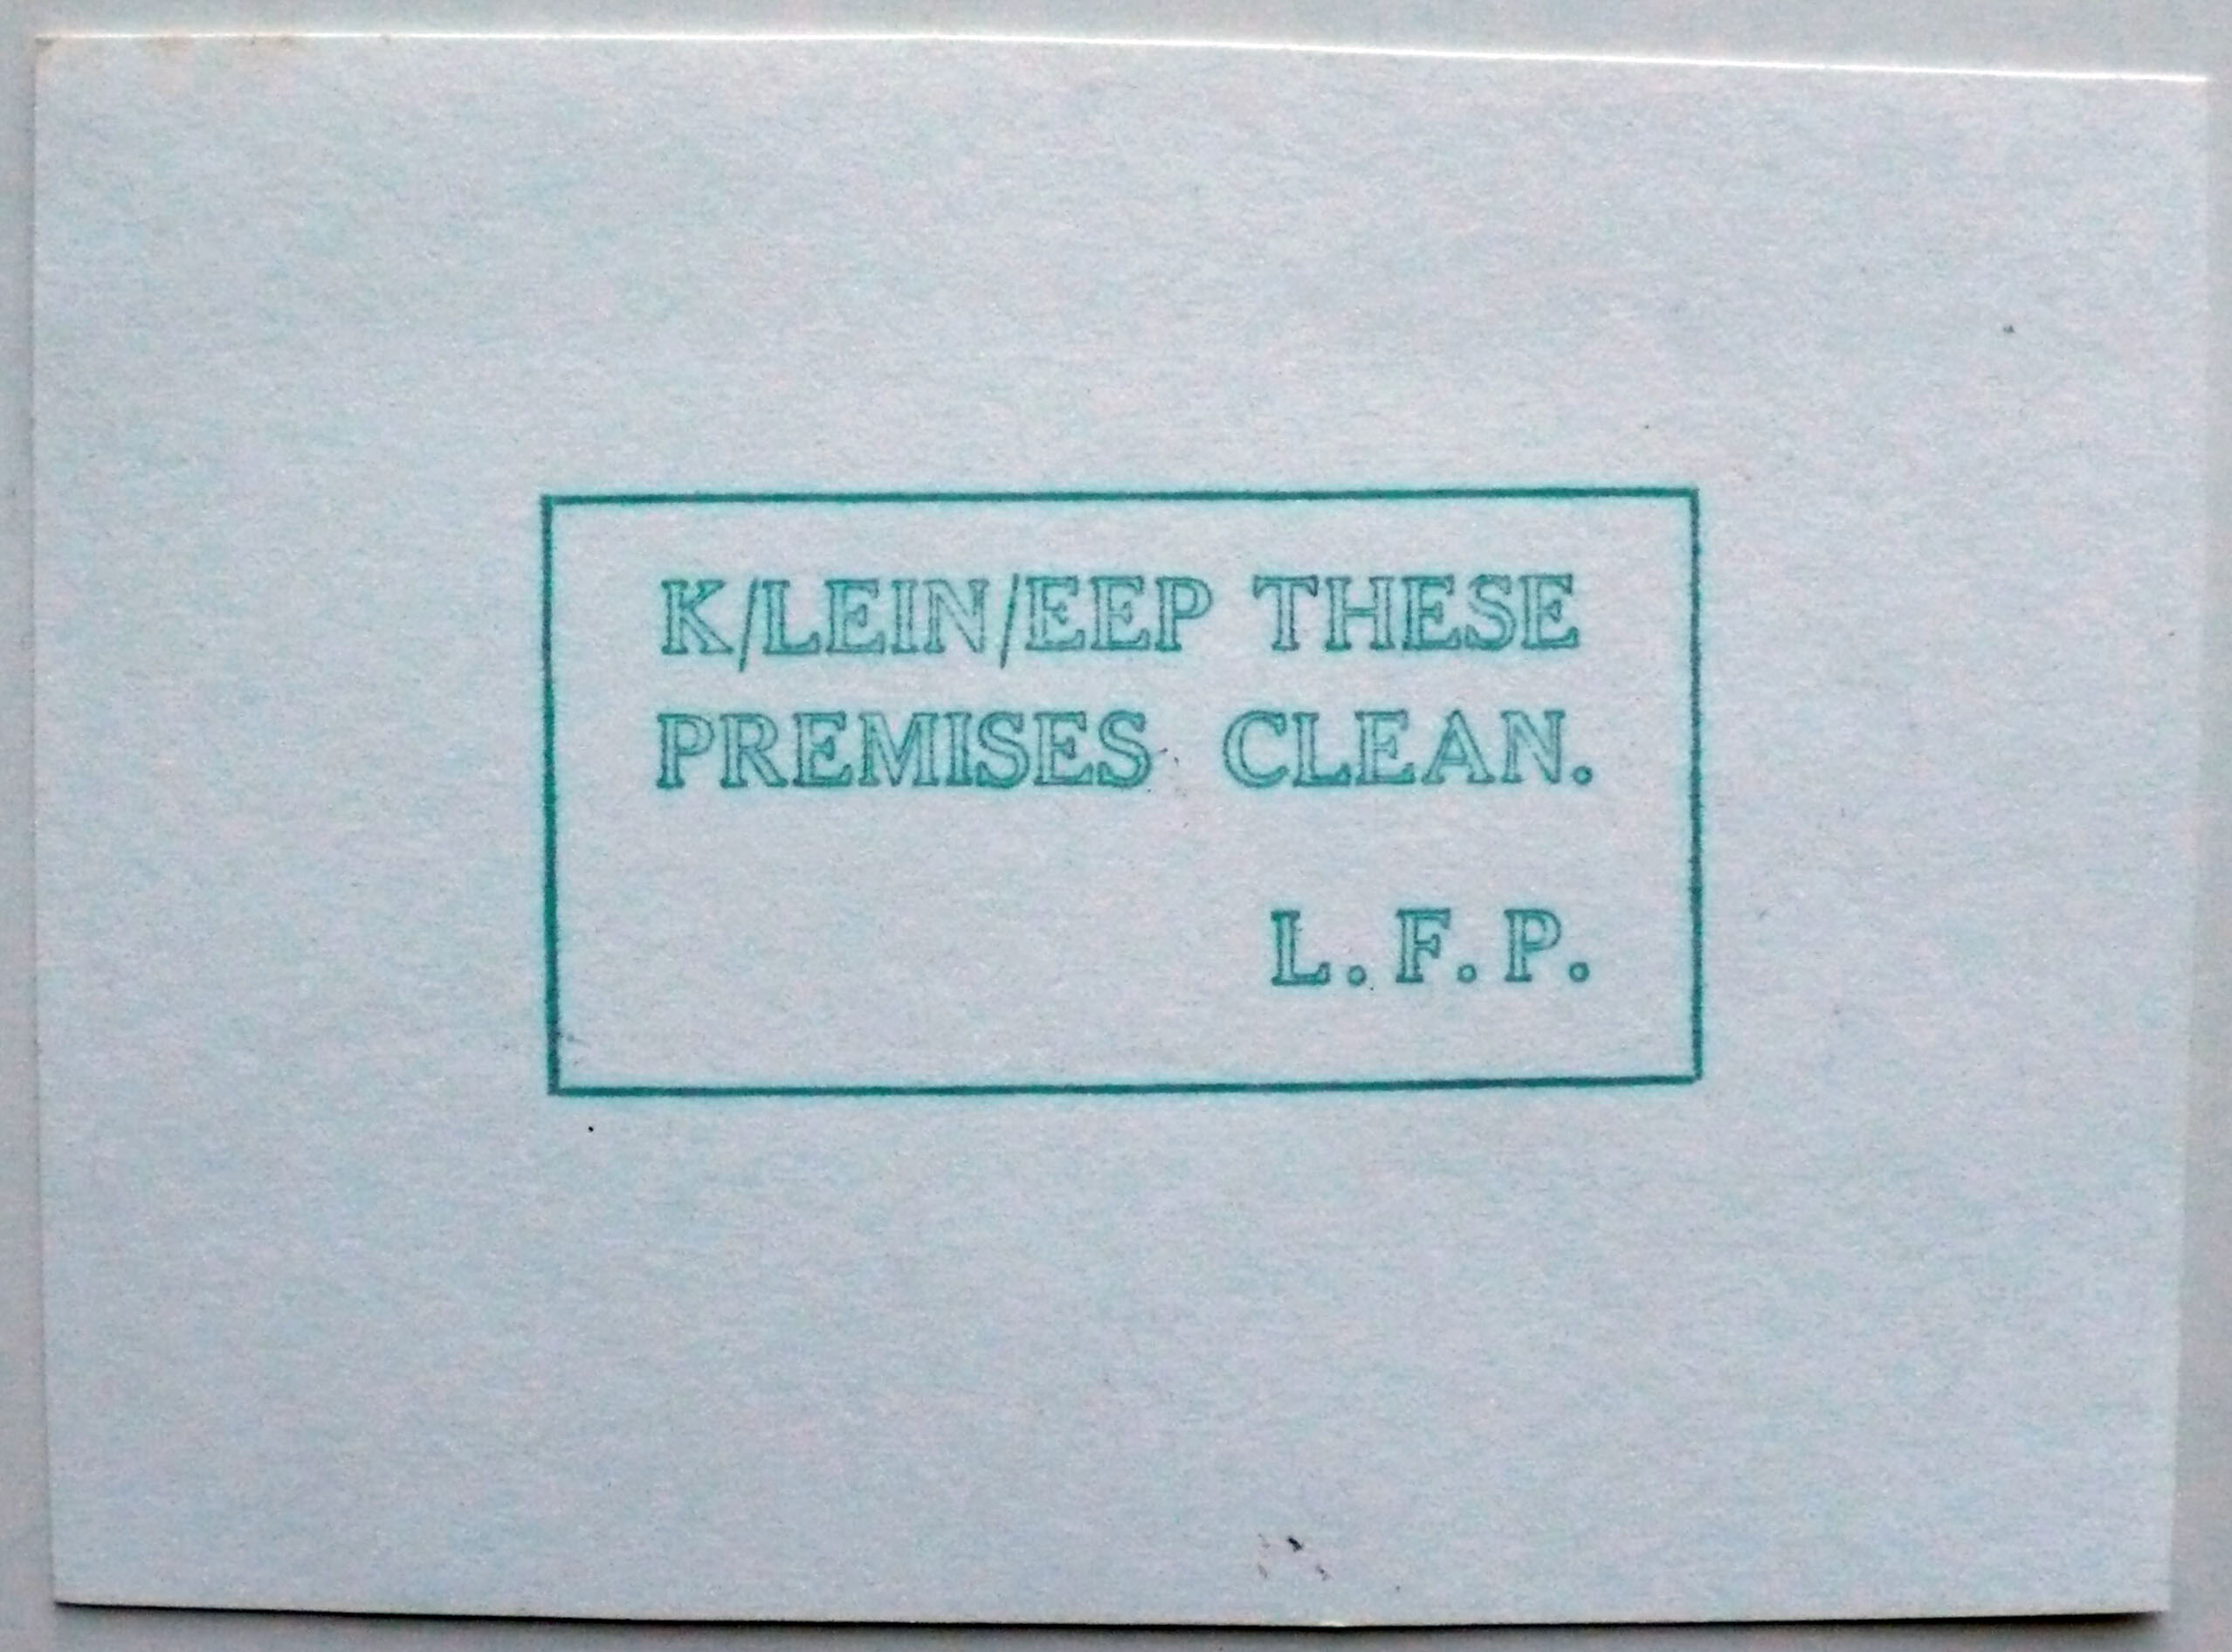 K/LEIN/EEP THESE
PREMISES CLEAN.
L. F. P.